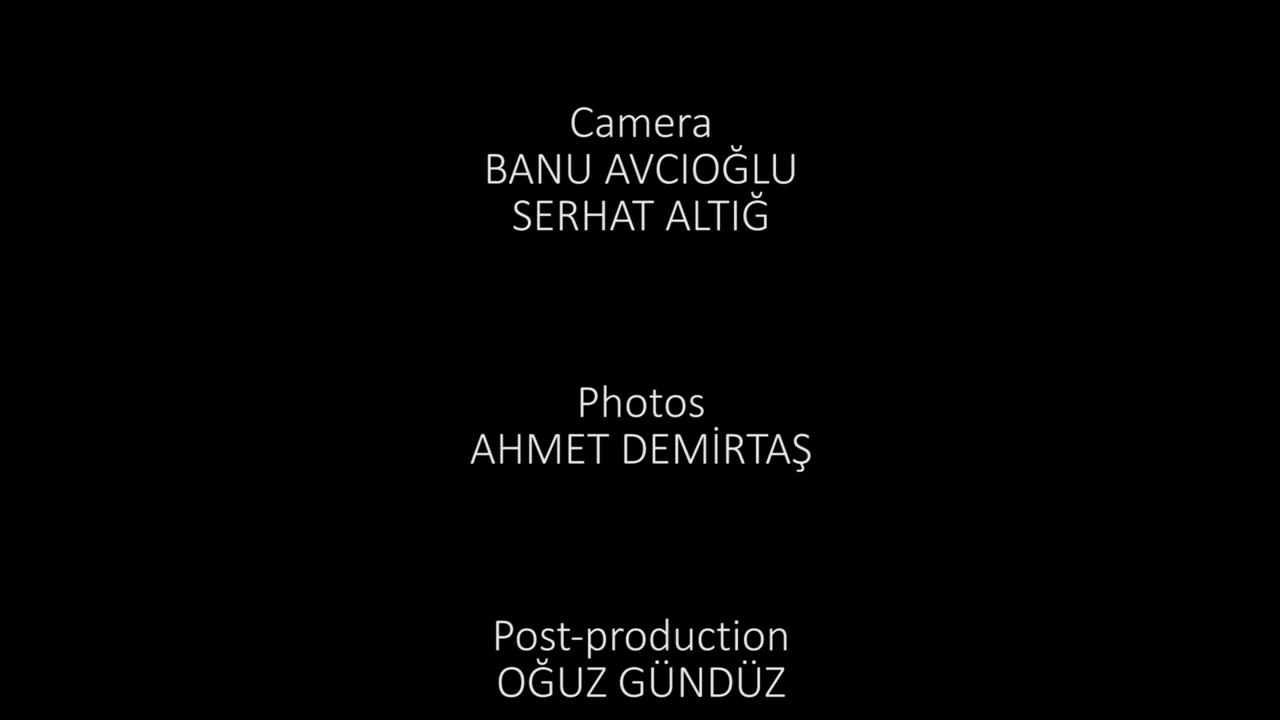 Camera
BANU AVCIOĞLU
SERHAT ALTIĞ
Photos
AHMET DEMİRTAŞ
Post-production
OĞUZ GÜNDÜZ